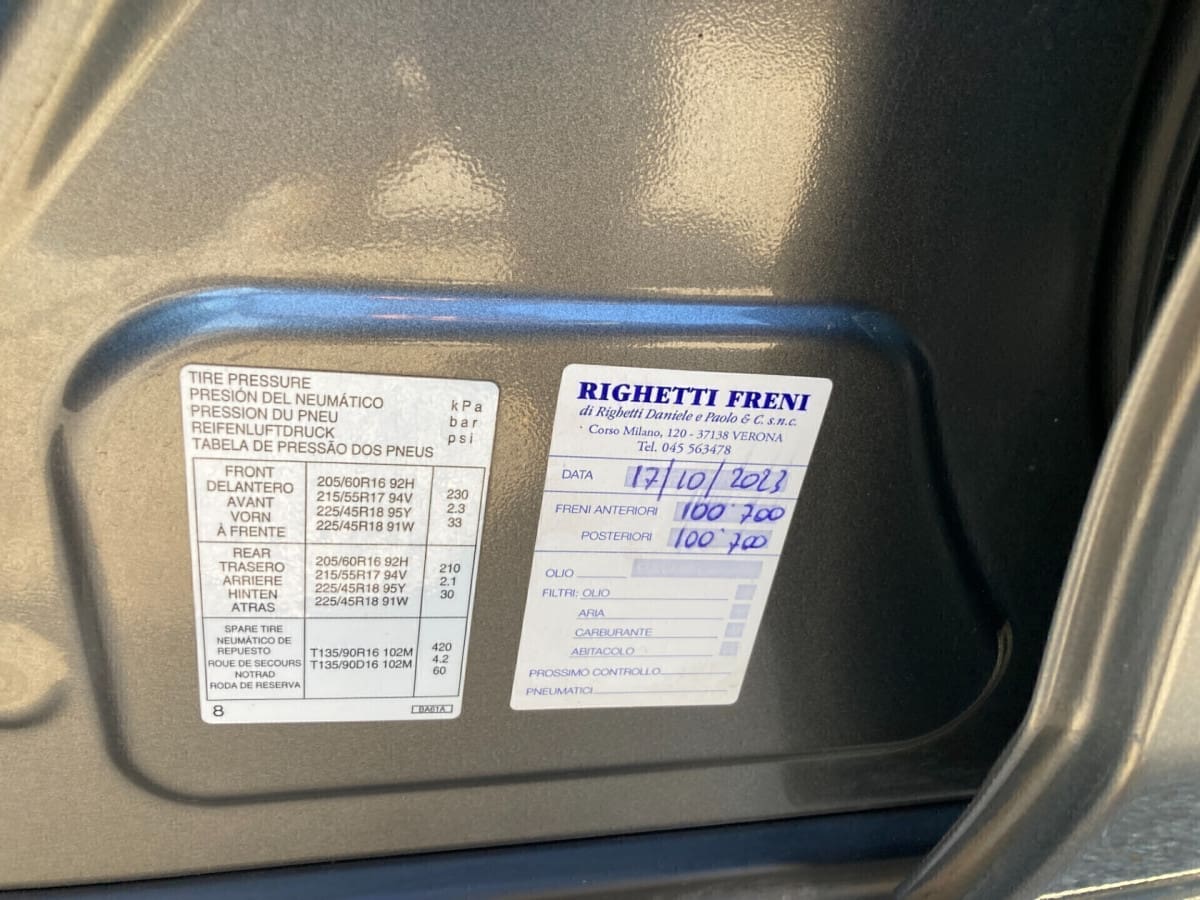 TIRE PRESSURE
PRESIÓN DEL NEUMÁTICO
PRESSION DU PNEU
REIFENLUFTDRUCK
TABELA DE PRESSÃO DOS PNEUS
kPa
bar
psi
FRONT
DELANTERO
AVANT
VORN
À FRENTE
205/60R16 92H
215/55R17 94V
225/45R18 95Y
225/45R18 91W
230
2.3
33
REAR
TRASERO
ARRIERE
HINTEN
ATRAS
205/60R16 92H
215/55R17 94V
225/45R18 95Y
225/45R18 91W
210
2.1
30
SPARE TIRE
NEUMÁTICO DE
REPUESTO
ROUE DE SECOURS
NOTRAD
RODA DE RESERVA
T135/90R16 102M
T135/90D16 102M
420
4.2
60
8
BA61A
RIGHETTI FRENI
di Righetti Daniele e Paolo & C. s.n.c.
Corso Milano, 120 - 37138 VERONA
Tel. 045 563478
DATA 17/10/2023
FRENI ANTERIORI 100'700
POSTERIORI 100'700
OLIO
FILTRI: OLIO
ARIA
CARBURANTE
ABITACOLO
PROSSIMO CONTROLLO
PNEUMATICI